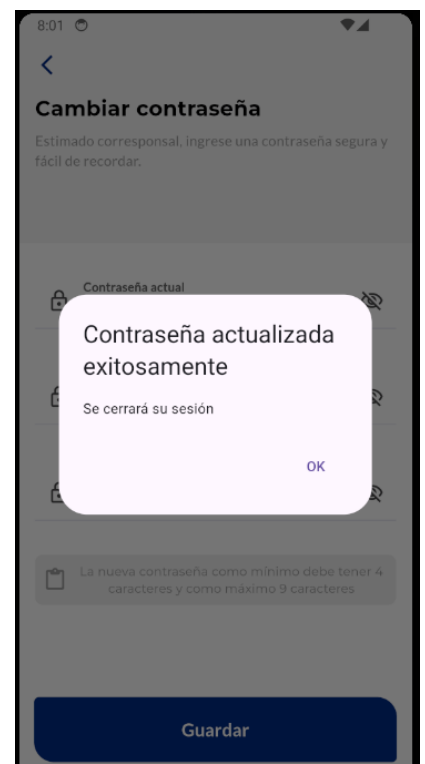 8:01
Cambiar contraseña
Estimado corresponsal, ingrese una contraseña segura y
fácil de recordar.
Contraseña actual
Contraseña actualizada
exitosamente
Se cerrará su sesión
OK
La nueva contraseña como mínimo debe tener 4
caracteres y como máximo 9 caracteres
Guardar